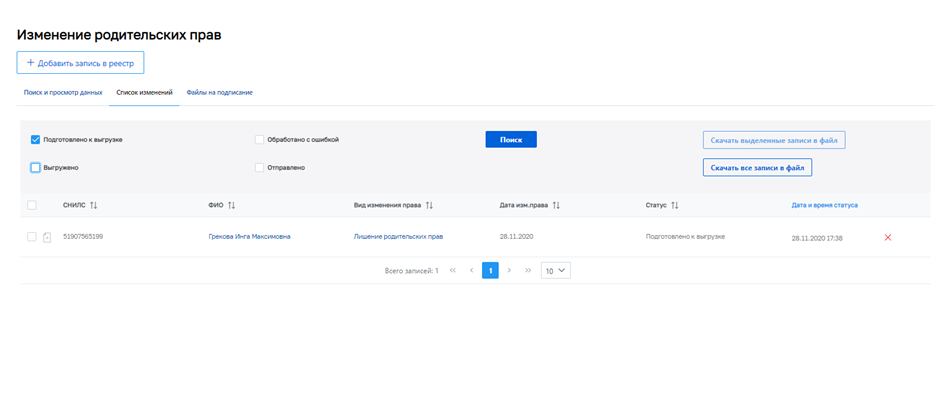 Изменение родительских прав
+ Добавить запись в реестр
Поиск и просмотр данных Список изменений Файлы на подписание
Подготовлено к выгрузке Обработано с ошибкой Поиск Скачать выделенные записи в файл
Выгружено Отправлено Скачать все записи в файл
СНИЛС ФИО Вид изменения права Дата изм.права Статус Дата и время статуса
51907565199 Грекова Инга Максимовна Лишение родительских прав 28.11.2020 Подготовлено к выгрузке 28.11.2020 17:38
Всего записей: 1 « ‹ 1 › » 10